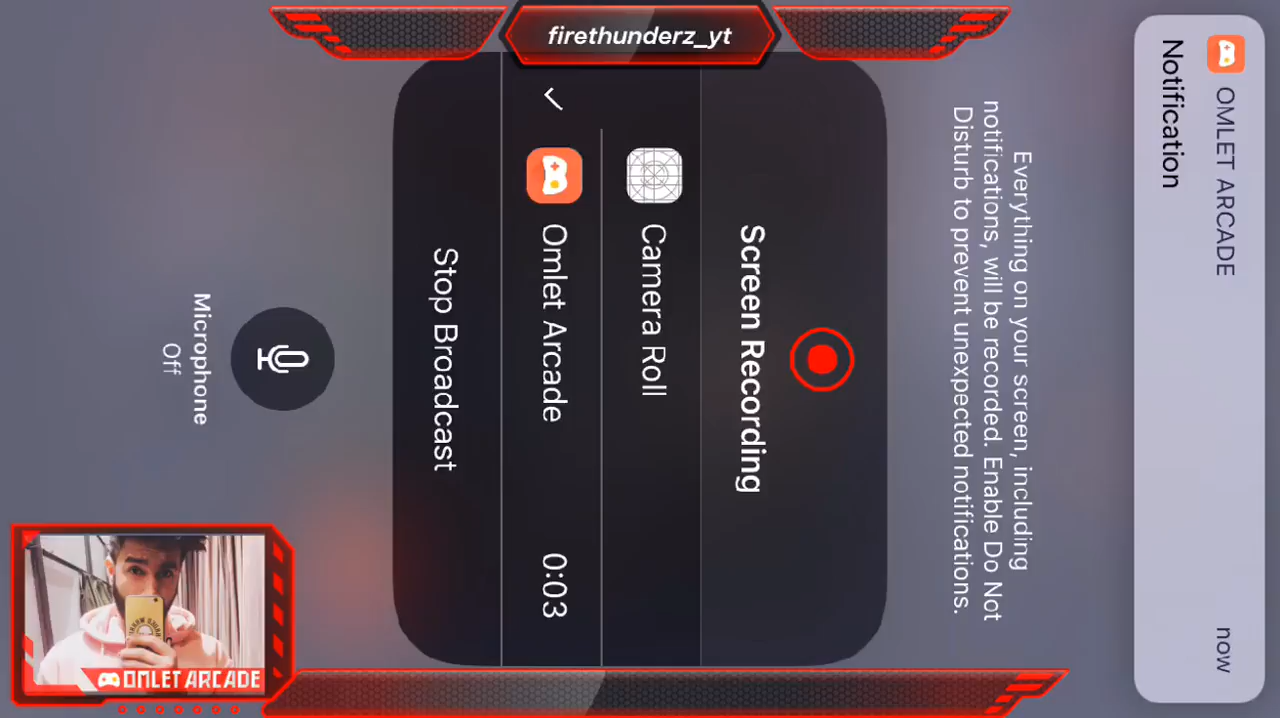 firethunderz_yt
OMLET ARCADE
now
Notification
Everything on your screen, including
notifications, will be recorded. Enable Do Not
Disturb to prevent unexpected notifications.
Screen Recording
Camera Roll
Omlet Arcade
0:03
Stop Broadcast
Microphone
Off
OMLET ARCADE